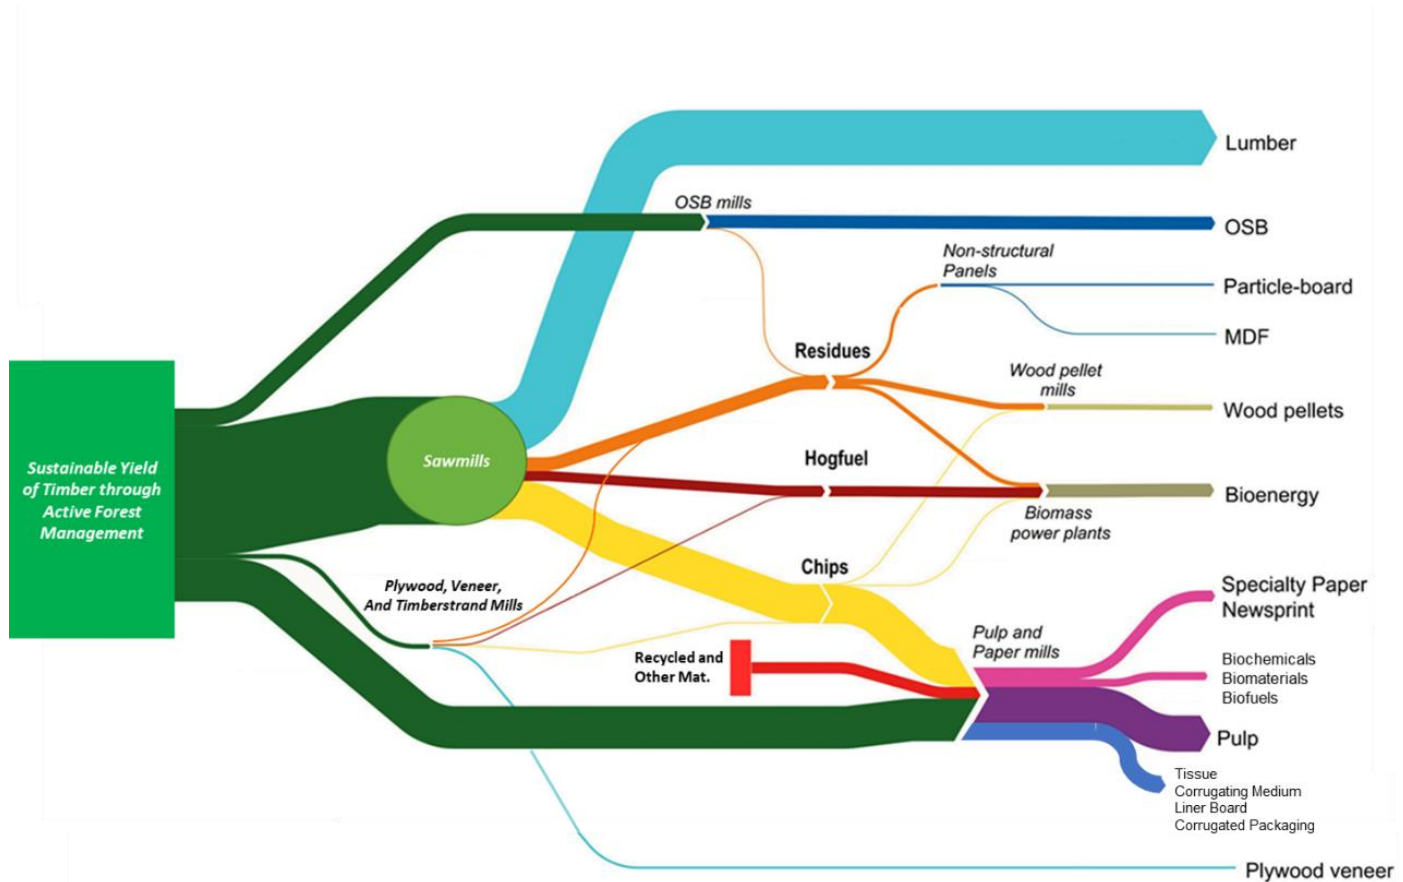 Lumber
OSB mills
OSB
Non-structural
Panels
Particle-board
MDF
Residues
Wood pellet
mills
Wood pellets
Sustainable Yield
of Timber through
Active Forest
Management
Sawmills
Hogfuel
Bioenergy
Biomass
power plants
Chips
Plywood, Veneer,
And Timberstrand Mills
Specialty Paper
Newsprint
Pulp and
Paper mills
Recycled and
Other Mat.
Biochemicals
Biomaterials
Biofuels
Pulp
Tissue
Corrugating Medium
Liner Board
Corrugated Packaging
Plywood veneer